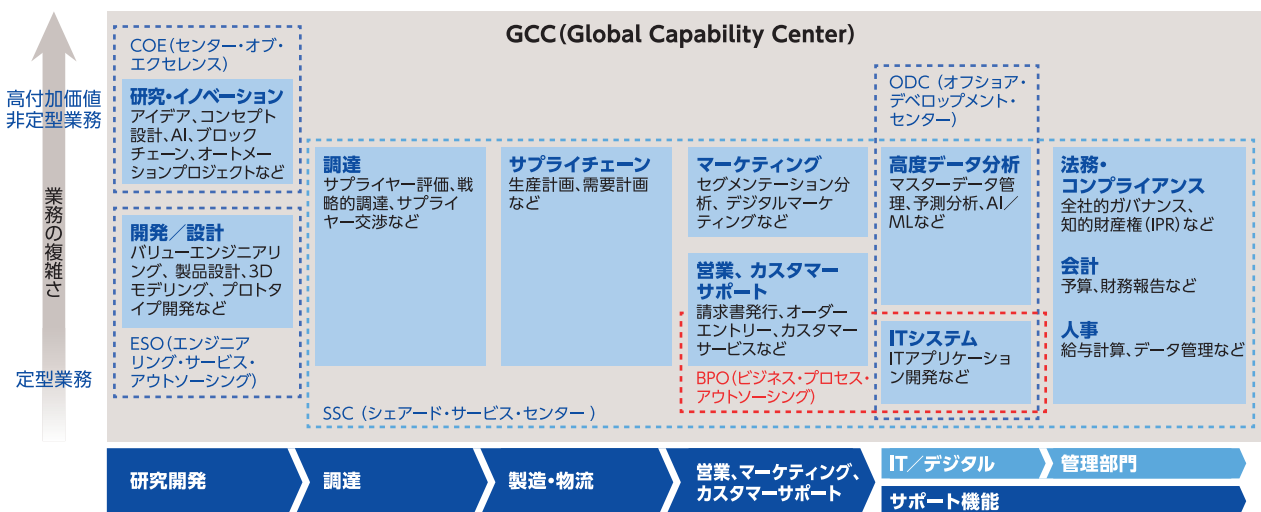 GCC(Global Capability Center)
高付加価値
非定型業務
業務の複雑さ
定型業務
COE(センター・オブ・
エクセレンス)
研究・イノベーション
アイデア、コンセプト
設計、AI、ブロック
チェーン、オートメー
ションプロジェクトなど
開発／設計
バリューエンジニアリ
ング、製品設計、3D
モデリング、プロトタ
イプ開発など
ESO(エンジニア
リング・サービス・
アウトソーシング)
調達
サプライヤー評価、戦
略的調達、サプライ
ヤー交渉など
サプライチェーン
生産計画、需要計画
など
マーケティング
セグメンテーション分
析、デジタルマーケ
ティングなど
営業、カスタマー
サポート
請求書発行、オーダー
エントリー、カスタマー
サービスなど
BPO(ビジネス・プロセス・
アウトソーシング)
ODC (オフショア・
デベロップメント・
センター)
高度データ分析
マスターデータ管
理、予測分析、AI／
MLなど
ITシステム
ITアプリケーショ
ン開発など
法務・
コンプライアンス
全社的ガバナンス、
知的財産権(IPR)など
会計
予算、財務報告など
人事
給与計算、データ管理など
SSC (シェアード・サービス・センター )
研究開発
調達
製造・物流
営業、マーケティング、
カスタマーサポート
IT／デジタル
管理部門
サポート機能